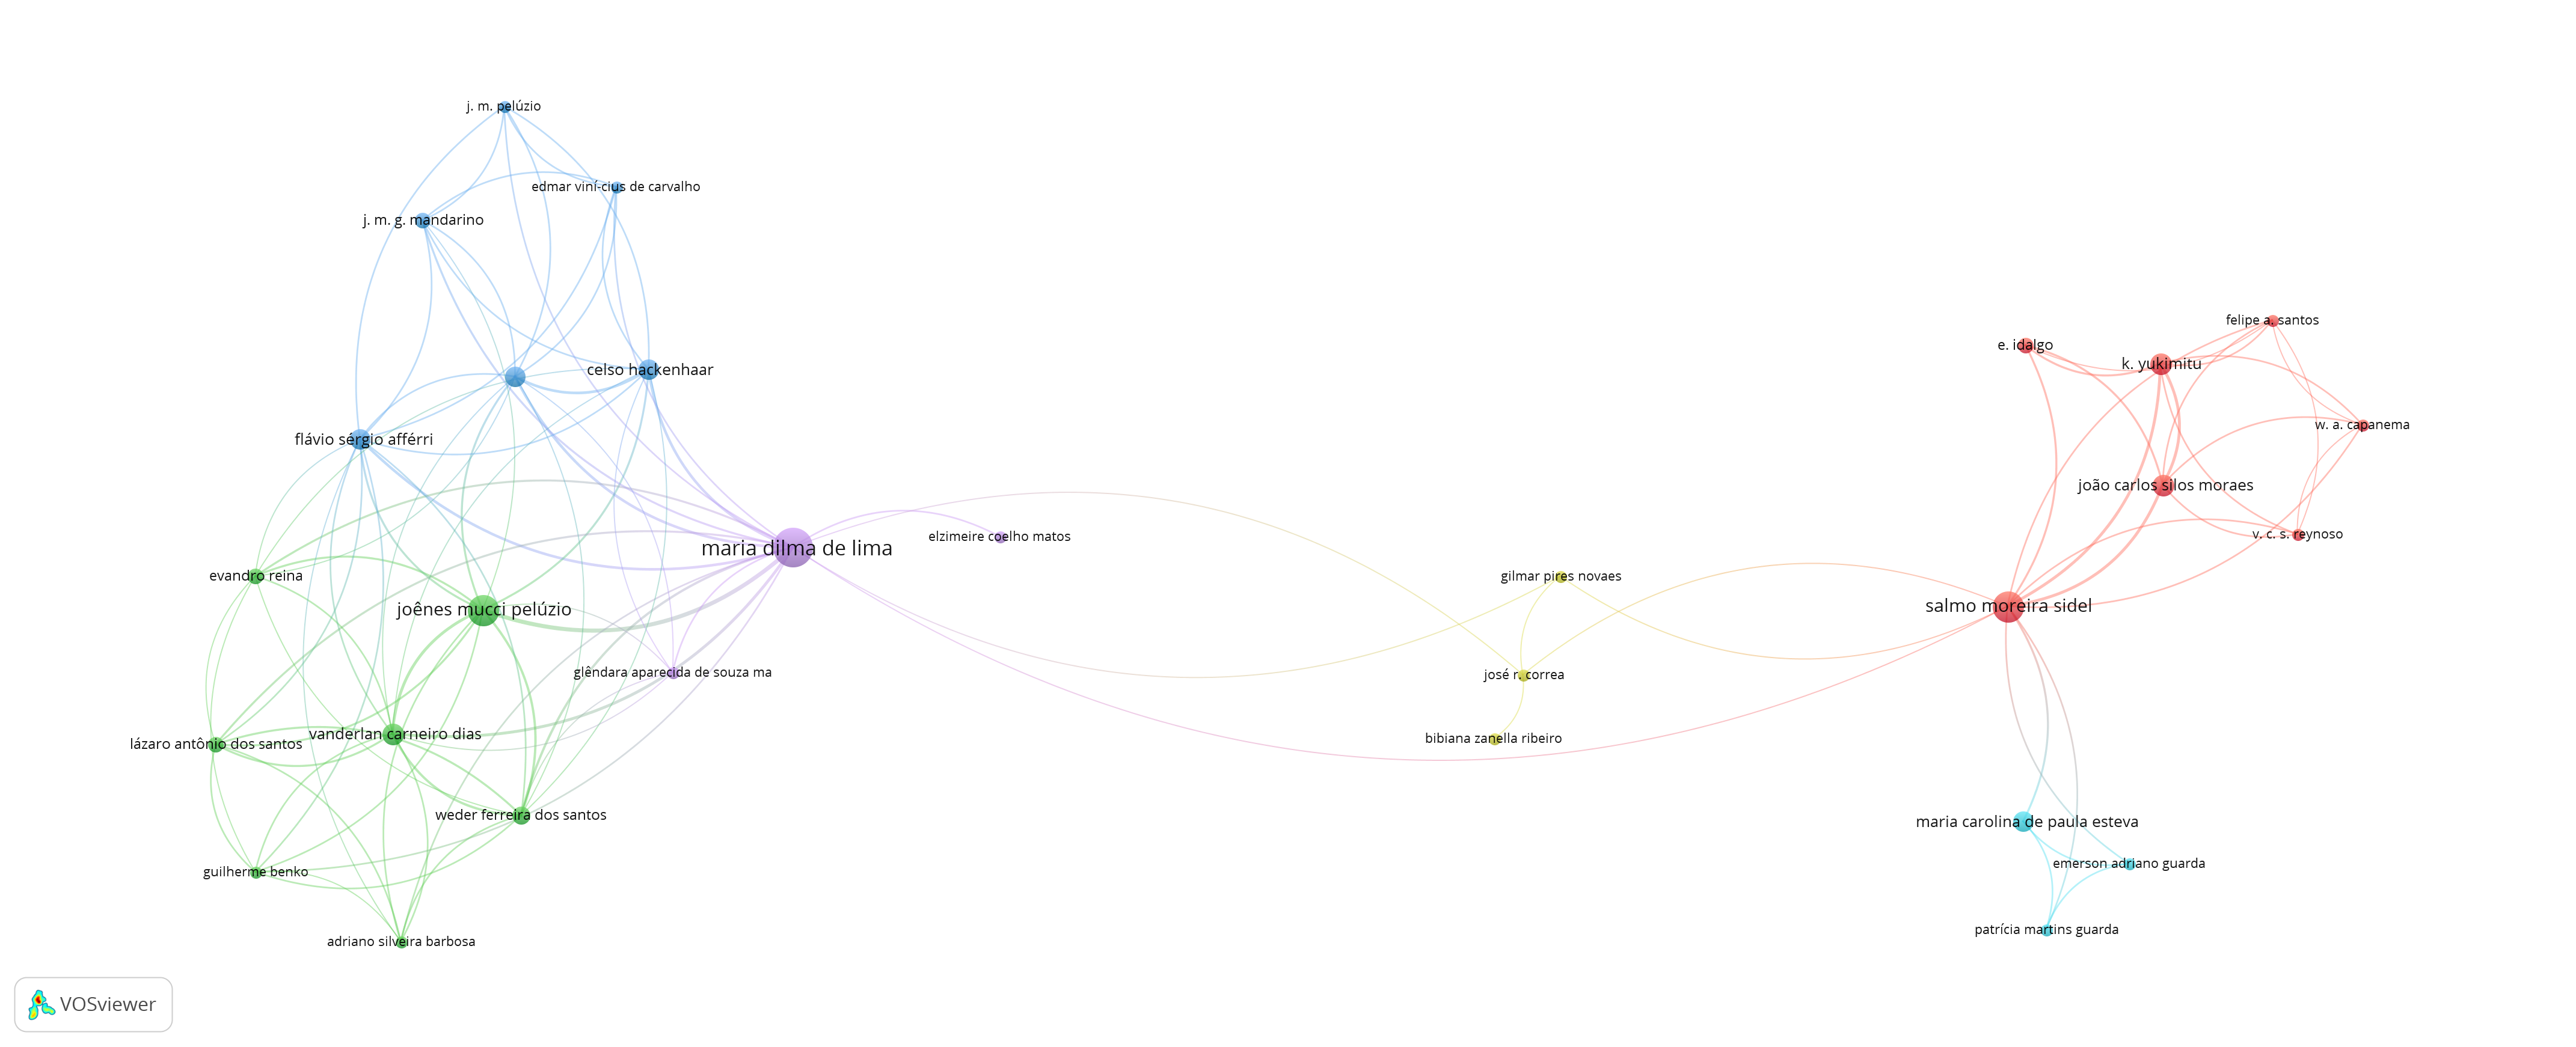 j. m. pelúzio
edmar viní-cius de carvalho
j. m. g. mandarino
felipe a. santos
e. idalgo
k. yukimitu
celso hackenhaar
w. a. capanema
flávio sérgio afférri
joão carlos silos moraes
v. c. s. reynoso
elzimeire coelho matos
maria dilma de lima
evandro reina
gilmar pires novaes
salmo moreira sidel
joênes mucci pelúzio
glêndara aparecida de souza ma
josé r. correa
vanderlan carneiro dias
bibiana zanella ribeiro
lázaro antônio dos santos
weder ferreira dos santos
maria carolina de paula esteva
emerson adriano guarda
guilherme benko
patrícia martins guarda
adriano silveira barbosa
VOSviewer